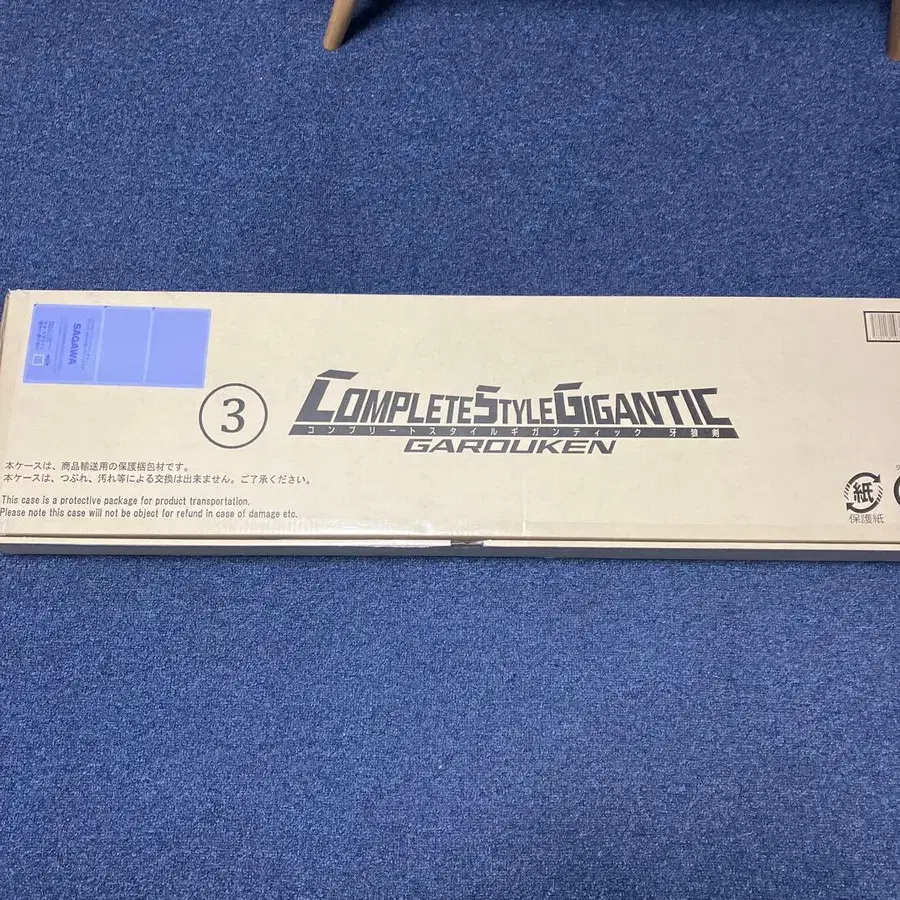 SAGAWA
3
COMPLETE STYLE GIGANTIC
コンプリートスタイルギガンティック 牙狼剣
GAROUKEN
本ケースは、商品輸送用の保護梱包材です。
本ケースは、つぶれ、汚れ等による交換は出来ません。ご了承ください。
This case is a protective package for product transportation.
Please note this case will not be object for refund in case of damage etc.
紙
保護紙